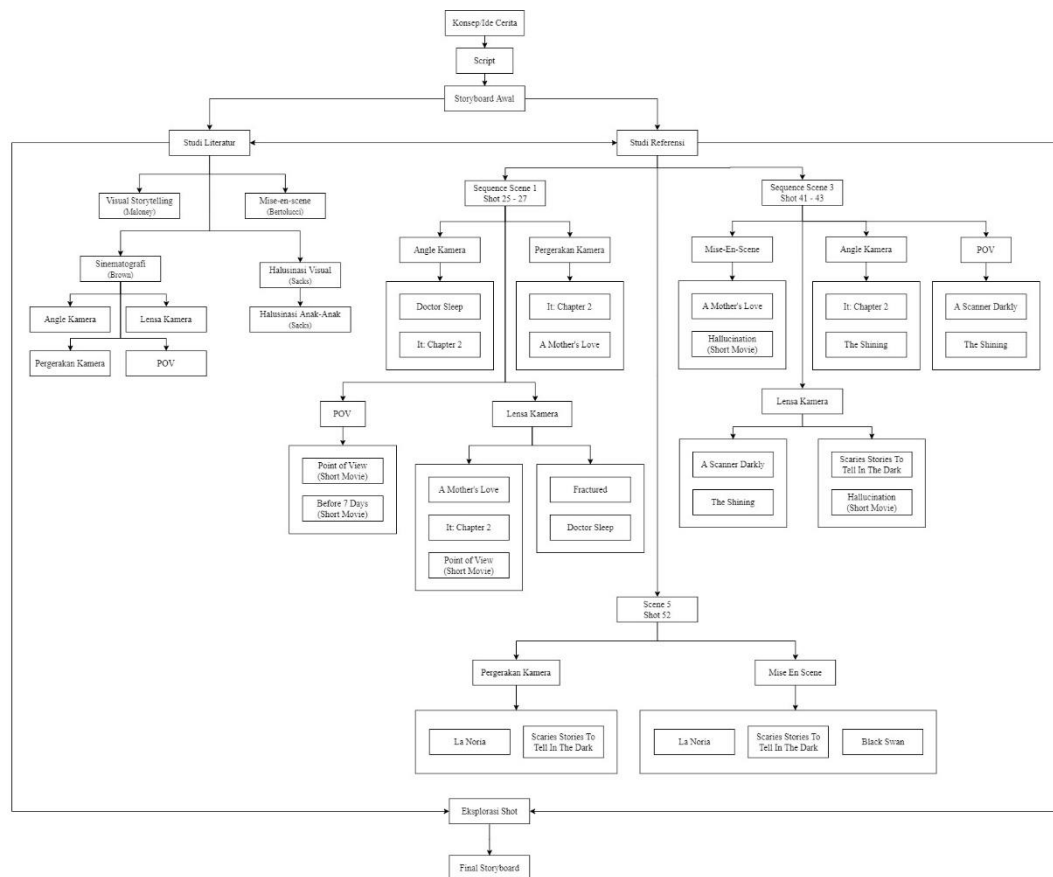 Konsep/Ide Cerita
Script
Storyboard Awal
Studi Literatur
Studi Referensi
Visual Storytelling
(Maloney)
Mise-en-scene
(Bertolucci)
Sinematografi
(Brown)
Halusinasi Visual
(Sacks)
Halusinasi Anak-Anak
(Sacks)
Angle Kamera
Lensa Kamera
Pergerakan Kamera
POV
Sequence Scene 1
Shot 25 - 27
Angle Kamera
Pergerakan Kamera
Doctor Sleep
It: Chapter 2
It: Chapter 2
A Mother's Love
POV
Lensa Kamera
Point of View
(Short Movie)
Before 7 Days
(Short Movie)
A Mother's Love
It: Chapter 2
Point of View
(Short Movie)
Fractured
Doctor Sleep
Sequence Scene 3
Shot 41 - 43
Mise-En-Scene
Angle Kamera
POV
A Mother's Love
Hallucination
(Short Movie)
It: Chapter 2
The Shining
A Scanner Darkly
The Shining
Lensa Kamera
A Scanner Darkly
The Shining
Scaries Stories To
Tell In The Dark
Hallucination
(Short Movie)
Scene 5
Shot 52
Pergerakan Kamera
Mise En Scene
La Noria
Scaries Stories To
Tell In The Dark
La Noria
Scaries Stories To
Tell In The Dark
Black Swan
Eksplorasi Shot
Final Storyboard